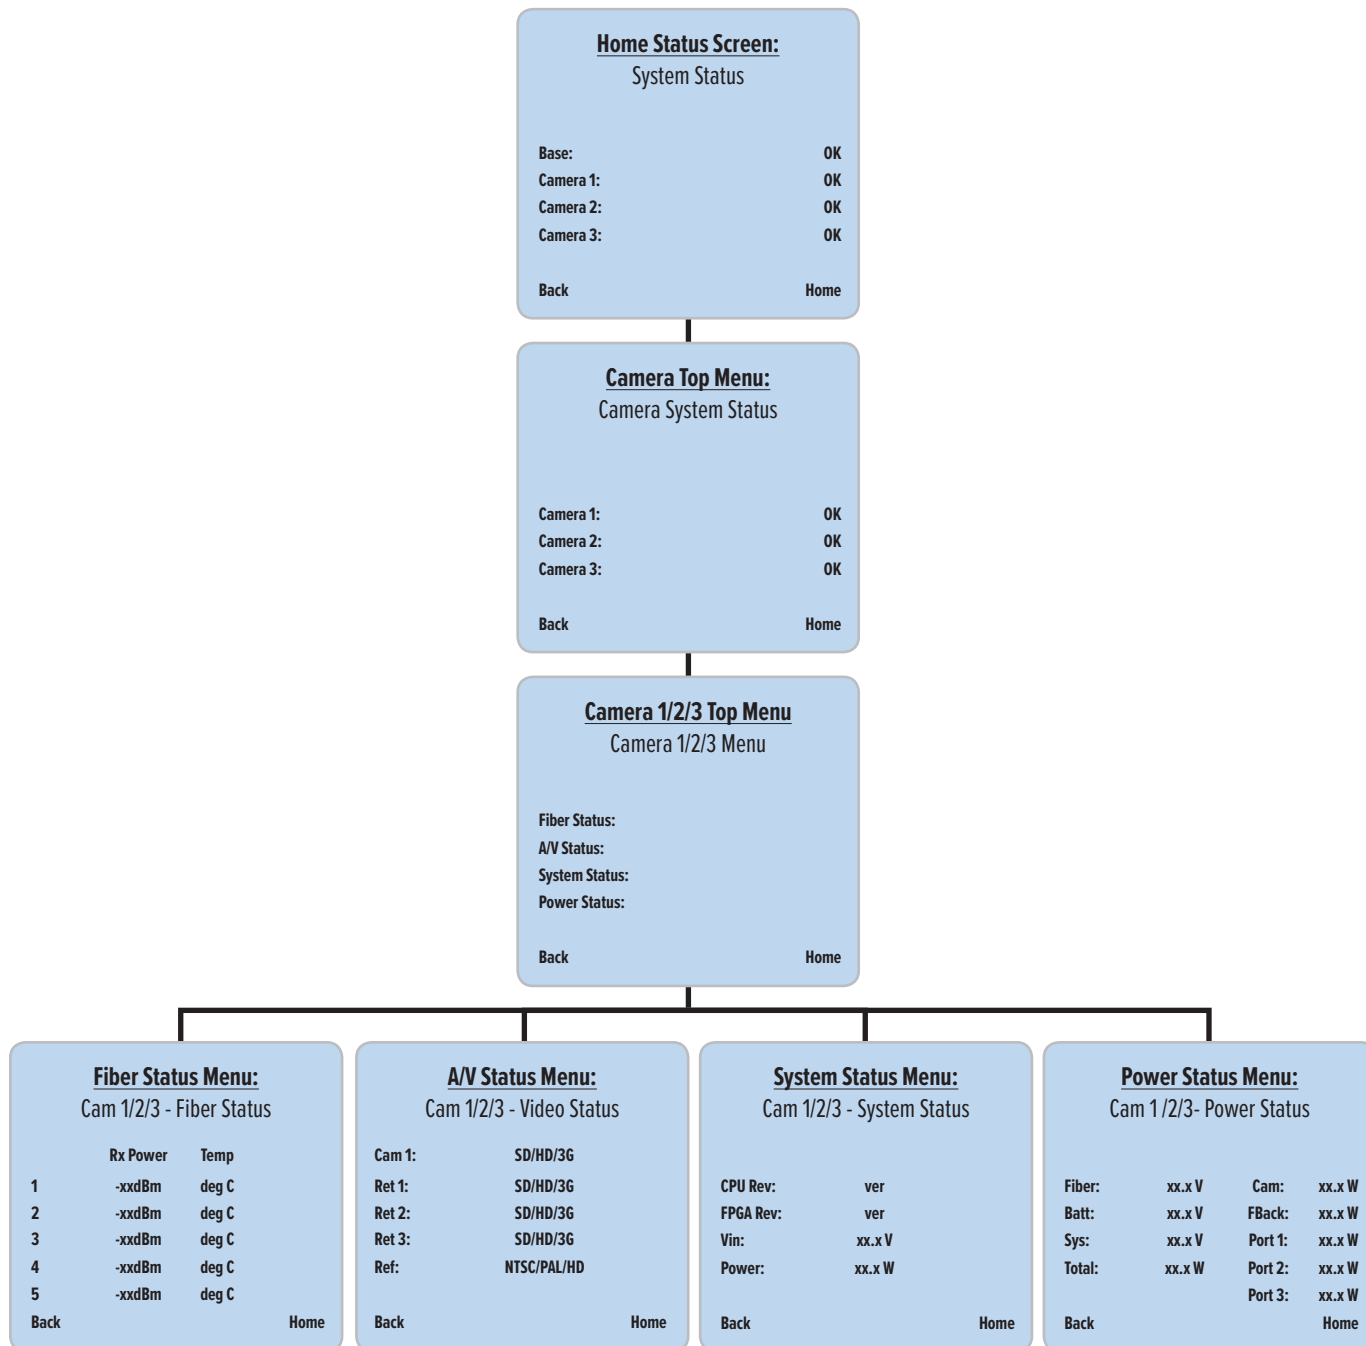 Home Status Screen:
System Status
Base: OK
Camera 1: OK
Camera 2: OK
Camera 3: OK
Back Home
Camera Top Menu:
Camera System Status
Camera 1: OK
Camera 2: OK
Camera 3: OK
Back Home
Camera 1/2/3 Top Menu
Camera 1/2/3 Menu
Fiber Status:
A/V Status:
System Status:
Power Status:
Back Home
Fiber Status Menu:
Cam 1/2/3 - Fiber Status
Rx Power Temp
1 -xxdBm deg C
2 -xxdBm deg C
3 -xxdBm deg C
4 -xxdBm deg C
5 -xxdBm deg C
Back Home
A/V Status Menu:
Cam 1/2/3 - Video Status
Cam 1: SD/HD/3G
Ret 1: SD/HD/3G
Ret 2: SD/HD/3G
Ret 3: SD/HD/3G
Ref: NTSC/PAL/HD
Back Home
System Status Menu:
Cam 1/2/3 - System Status
CPU Rev: ver
FPGA Rev: ver
Vin: xx.x V
Power: xx.x W
Back Home
Power Status Menu:
Cam 1 /2/3- Power Status
Fiber: xx.x V Cam: xx.x W
Batt: xx.x V FBack: xx.x W
Sys: xx.x V Port 1: xx.x W
Total: xx.x W Port 2: xx.x W
Port 3: xx.x W
Back Home